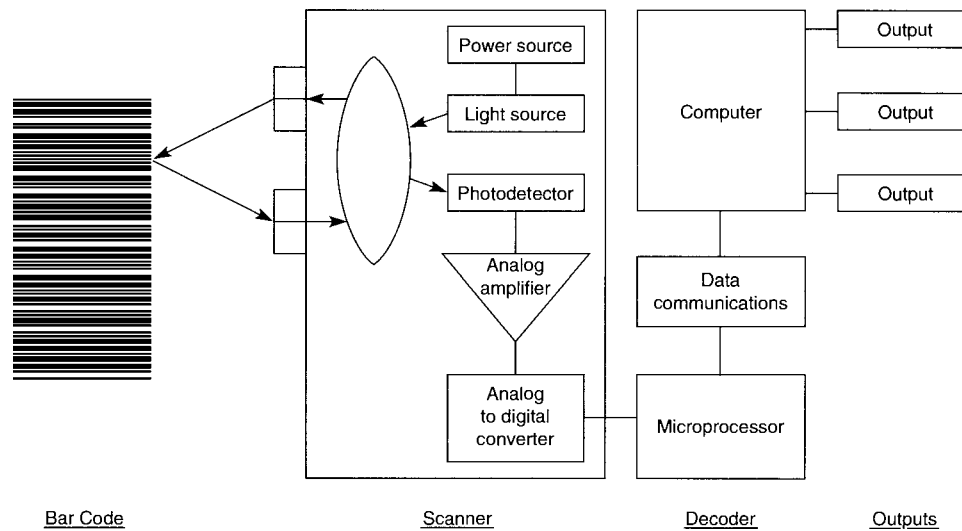 Power source
Light source
Photodetector
Analog
amplifier
Analog
to digital
converter
Computer
Data
communications
Microprocessor
Output
Output
Output
Bar Code
Scanner
Decoder
Outputs